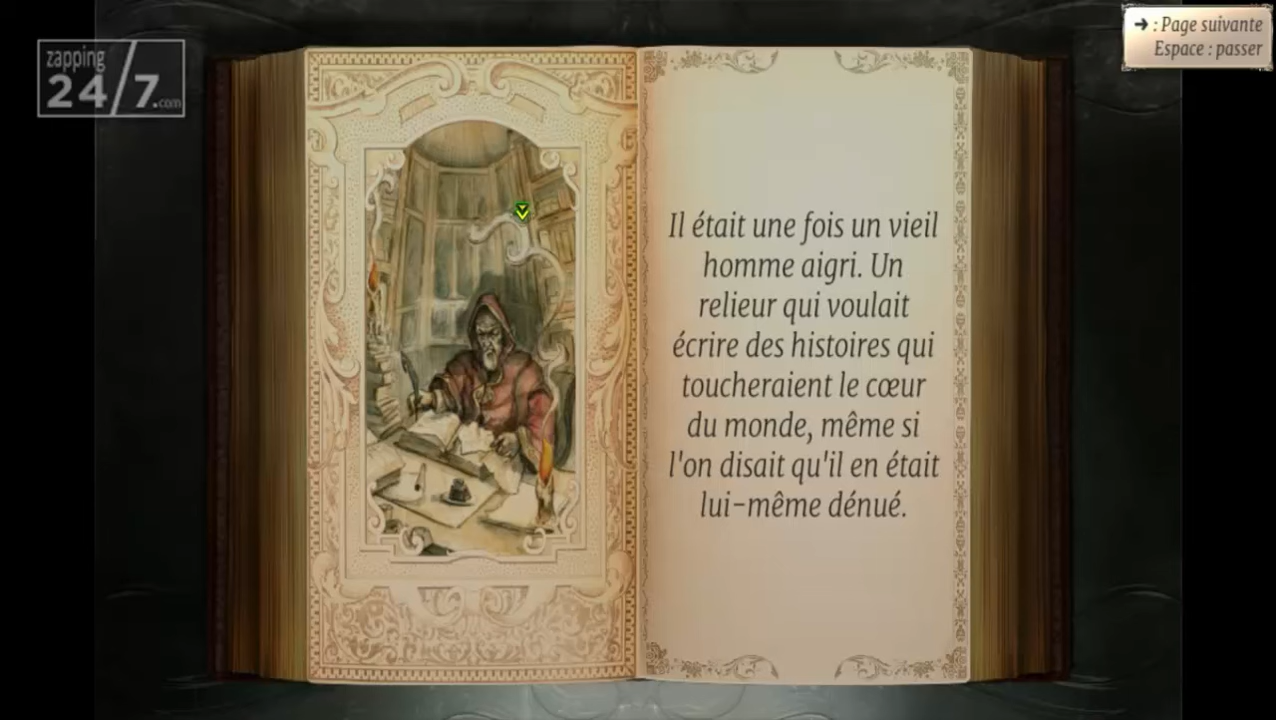 zapping
24/7.com
➔ : Page suivante
Espace : passer
Il était une fois un vieil
homme aigri. Un
relieur qui voulait
écrire des histoires qui
toucheraient le cœur
du monde, même si
l'on disait qu'il en était
lui-même dénué.